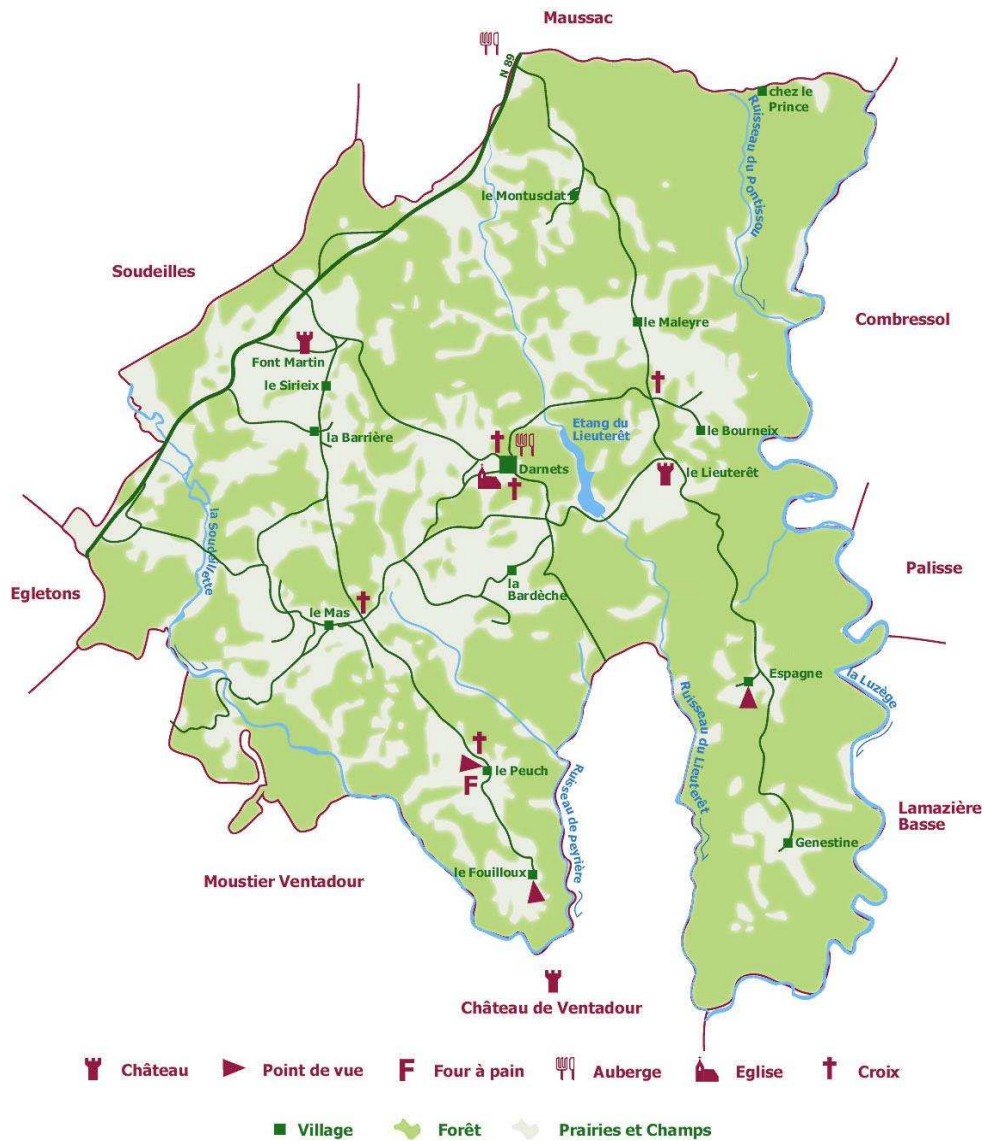 Maussac
N 89
chez le
Prince
Ruisseau du Pontissou
le Montusclat
Soudeilles
Combressol
le Maleyre
Font Martin
le Sirieix
la Barrière
Etang du
Lieuterêt
le Bourneix
Darnets
le Lieuterêt
la Soudeillette
Egletons
Palisse
la
Bardèche
le Mas
Espagne
la Luzège
Ruisseau du Lieuterêt
le Peuch
F
Ruisseau de peyrière
Lamazière
Basse
Genestine
le Fouilloux
Moustier Ventadour
Château de Ventadour
Château
Point de vue
F Four à pain
Auberge
Eglise
Croix
Village
Forêt
Prairies et Champs